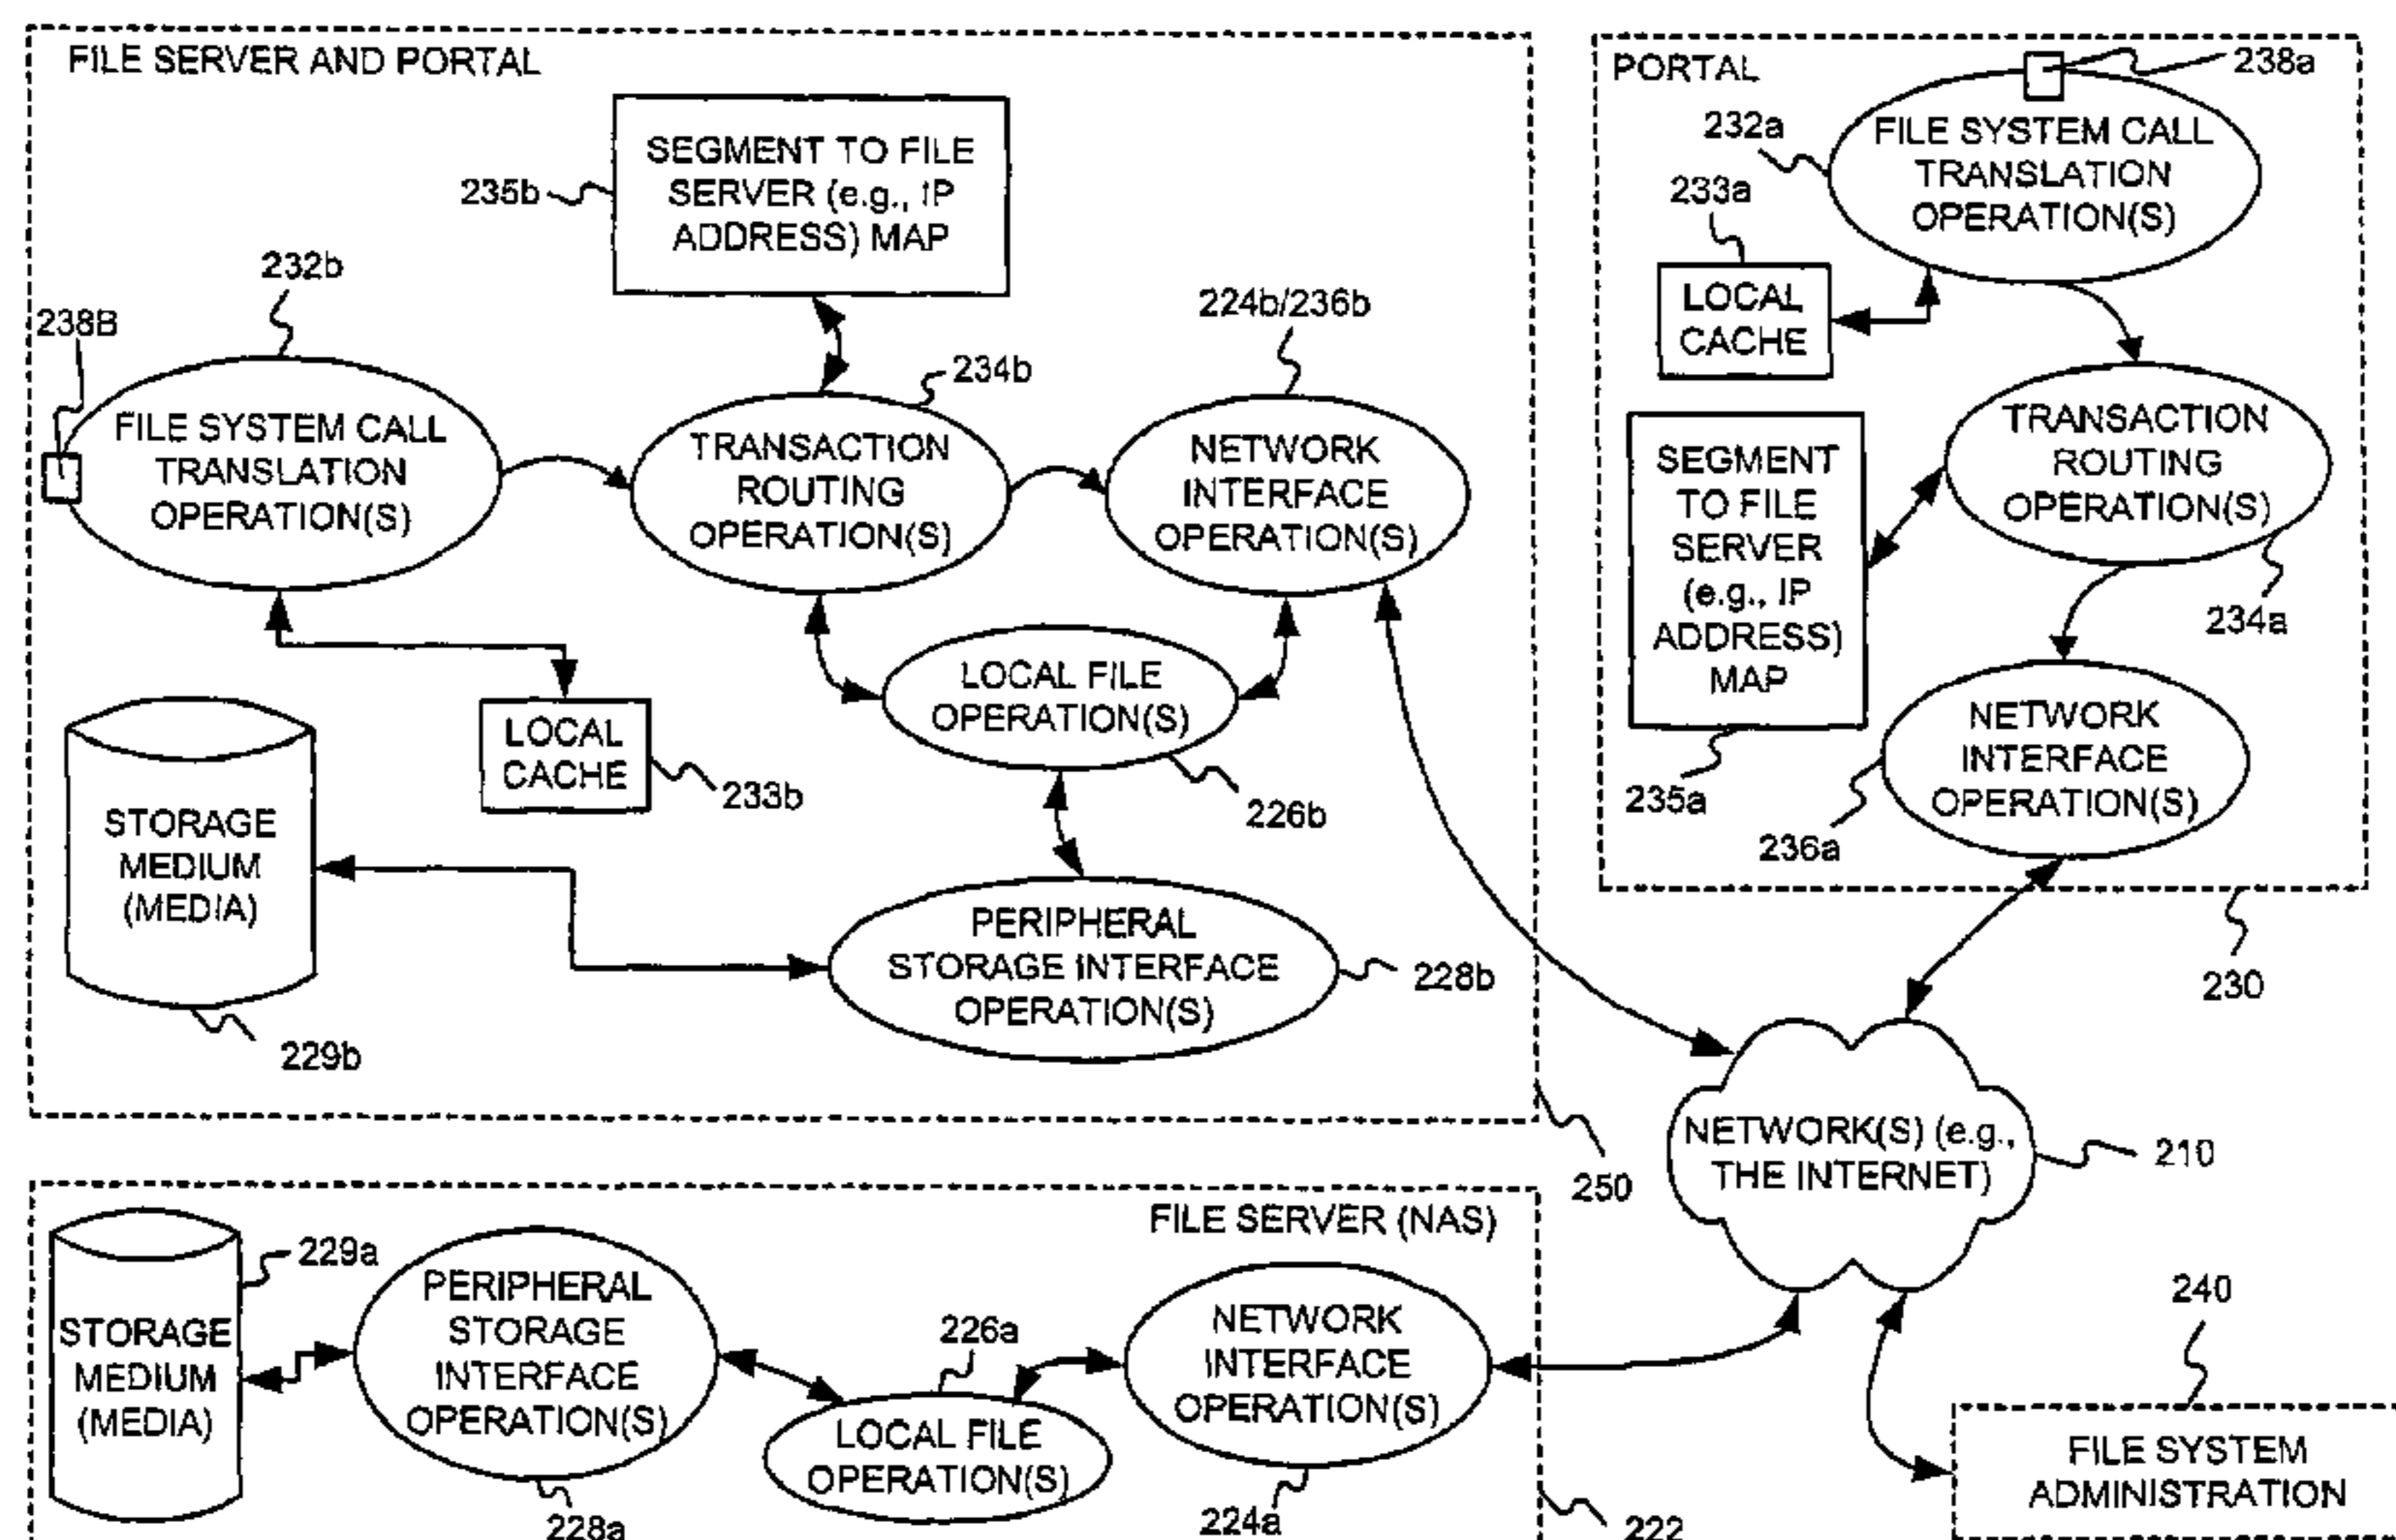 FILE SERVER AND PORTAL
SEGMENT TO FILE
SERVER (e.g., IP
ADDRESS) MAP
235b
232b
238B
FILE SYSTEM CALL
TRANSLATION
OPERATION(S)
234b
TRANSACTION
ROUTING
OPERATION(S)
224b/236b
NETWORK
INTERFACE
OPERATION(S)
LOCAL FILE
OPERATION(S)
226b
LOCAL
CACHE
233b
STORAGE
MEDIUM
(MEDIA)
229b
PERIPHERAL
STORAGE INTERFACE
OPERATION(S)
228b
250
PORTAL
238a
232a
FILE SYSTEM CALL
TRANSLATION
OPERATION(S)
233a
LOCAL
CACHE
TRANSACTION
ROUTING
OPERATION(S)
234a
SEGMENT
TO FILE
SERVER
(e.g., IP
ADDRESS)
MAP
235a
NETWORK
INTERFACE
OPERATION(S)
236a
230
NETWORK(S) (e.g.,
THE INTERNET)
210
FILE SERVER (NAS)
229a
STORAGE
MEDIUM
(MEDIA)
PERIPHERAL
STORAGE
INTERFACE
OPERATION(S)
228a
226a
LOCAL FILE
OPERATION(S)
NETWORK
INTERFACE
OPERATION(S)
224a
222
240
FILE SYSTEM
ADMINISTRATION